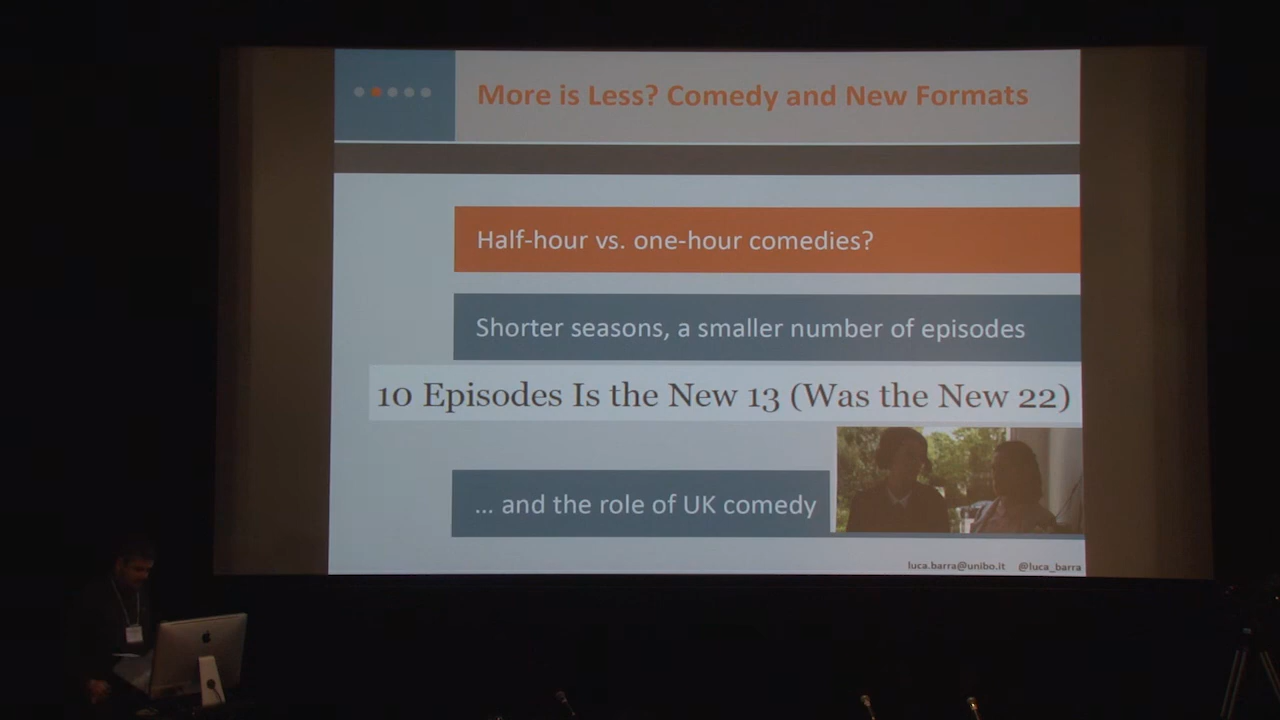 More is Less? Comedy and New Formats
Half-hour vs. one-hour comedies?
Shorter seasons, a smaller number of episodes
10 Episodes Is the New 13 (Was the New 22)
... and the role of UK comedy
luca.barra@unibo.it @luca_barra